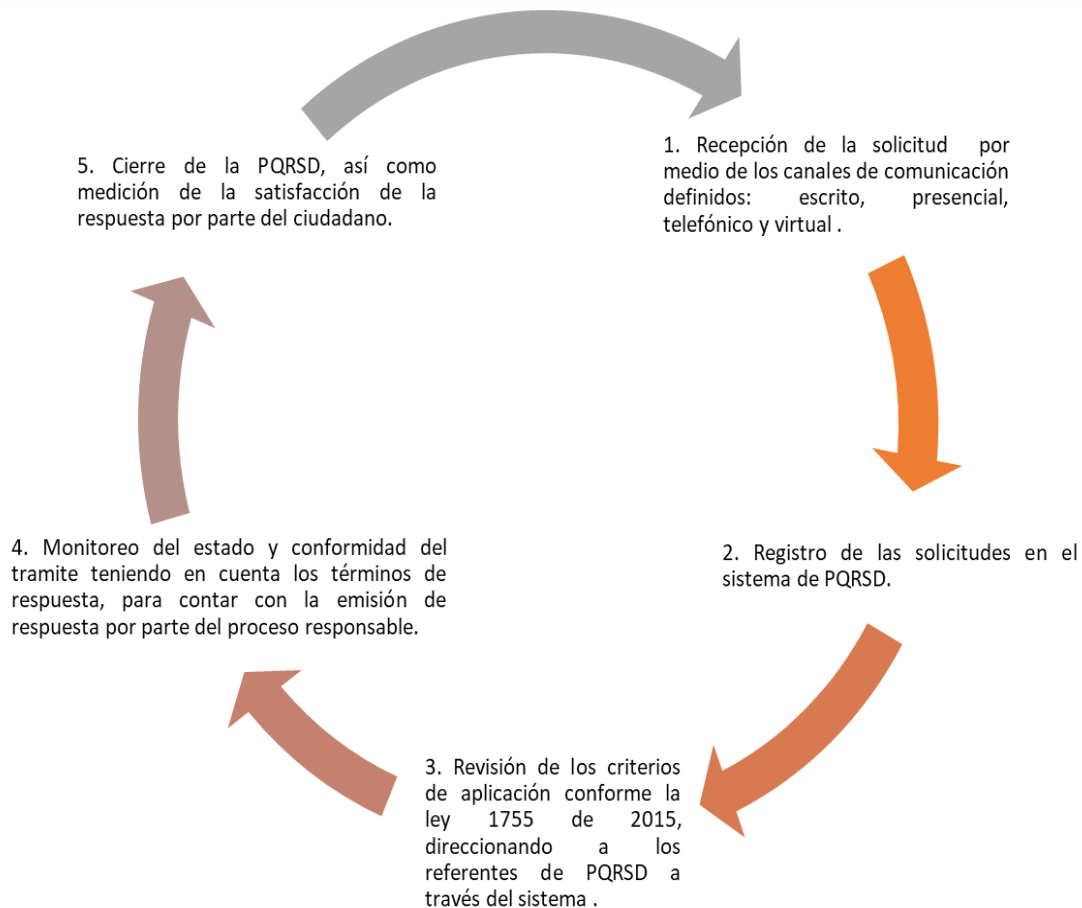 1. Recepción de la solicitud por
medio de los canales de comunicación
definidos: escrito, presencial,
telefónico y virtual .
2. Registro de las solicitudes en el
sistema de PQRSD.
3. Revisión de los criterios
de aplicación conforme la
ley 1755 de 2015,
direccionando a los
referentes de PQRSD a
través del sistema .
4. Monitoreo del estado y conformidad del
tramite teniendo en cuenta los términos de
respuesta, para contar con la emisión de
respuesta por parte del proceso responsable.
5. Cierre de la PQRSD, así como
medición de la satisfacción de la
respuesta por parte del ciudadano.